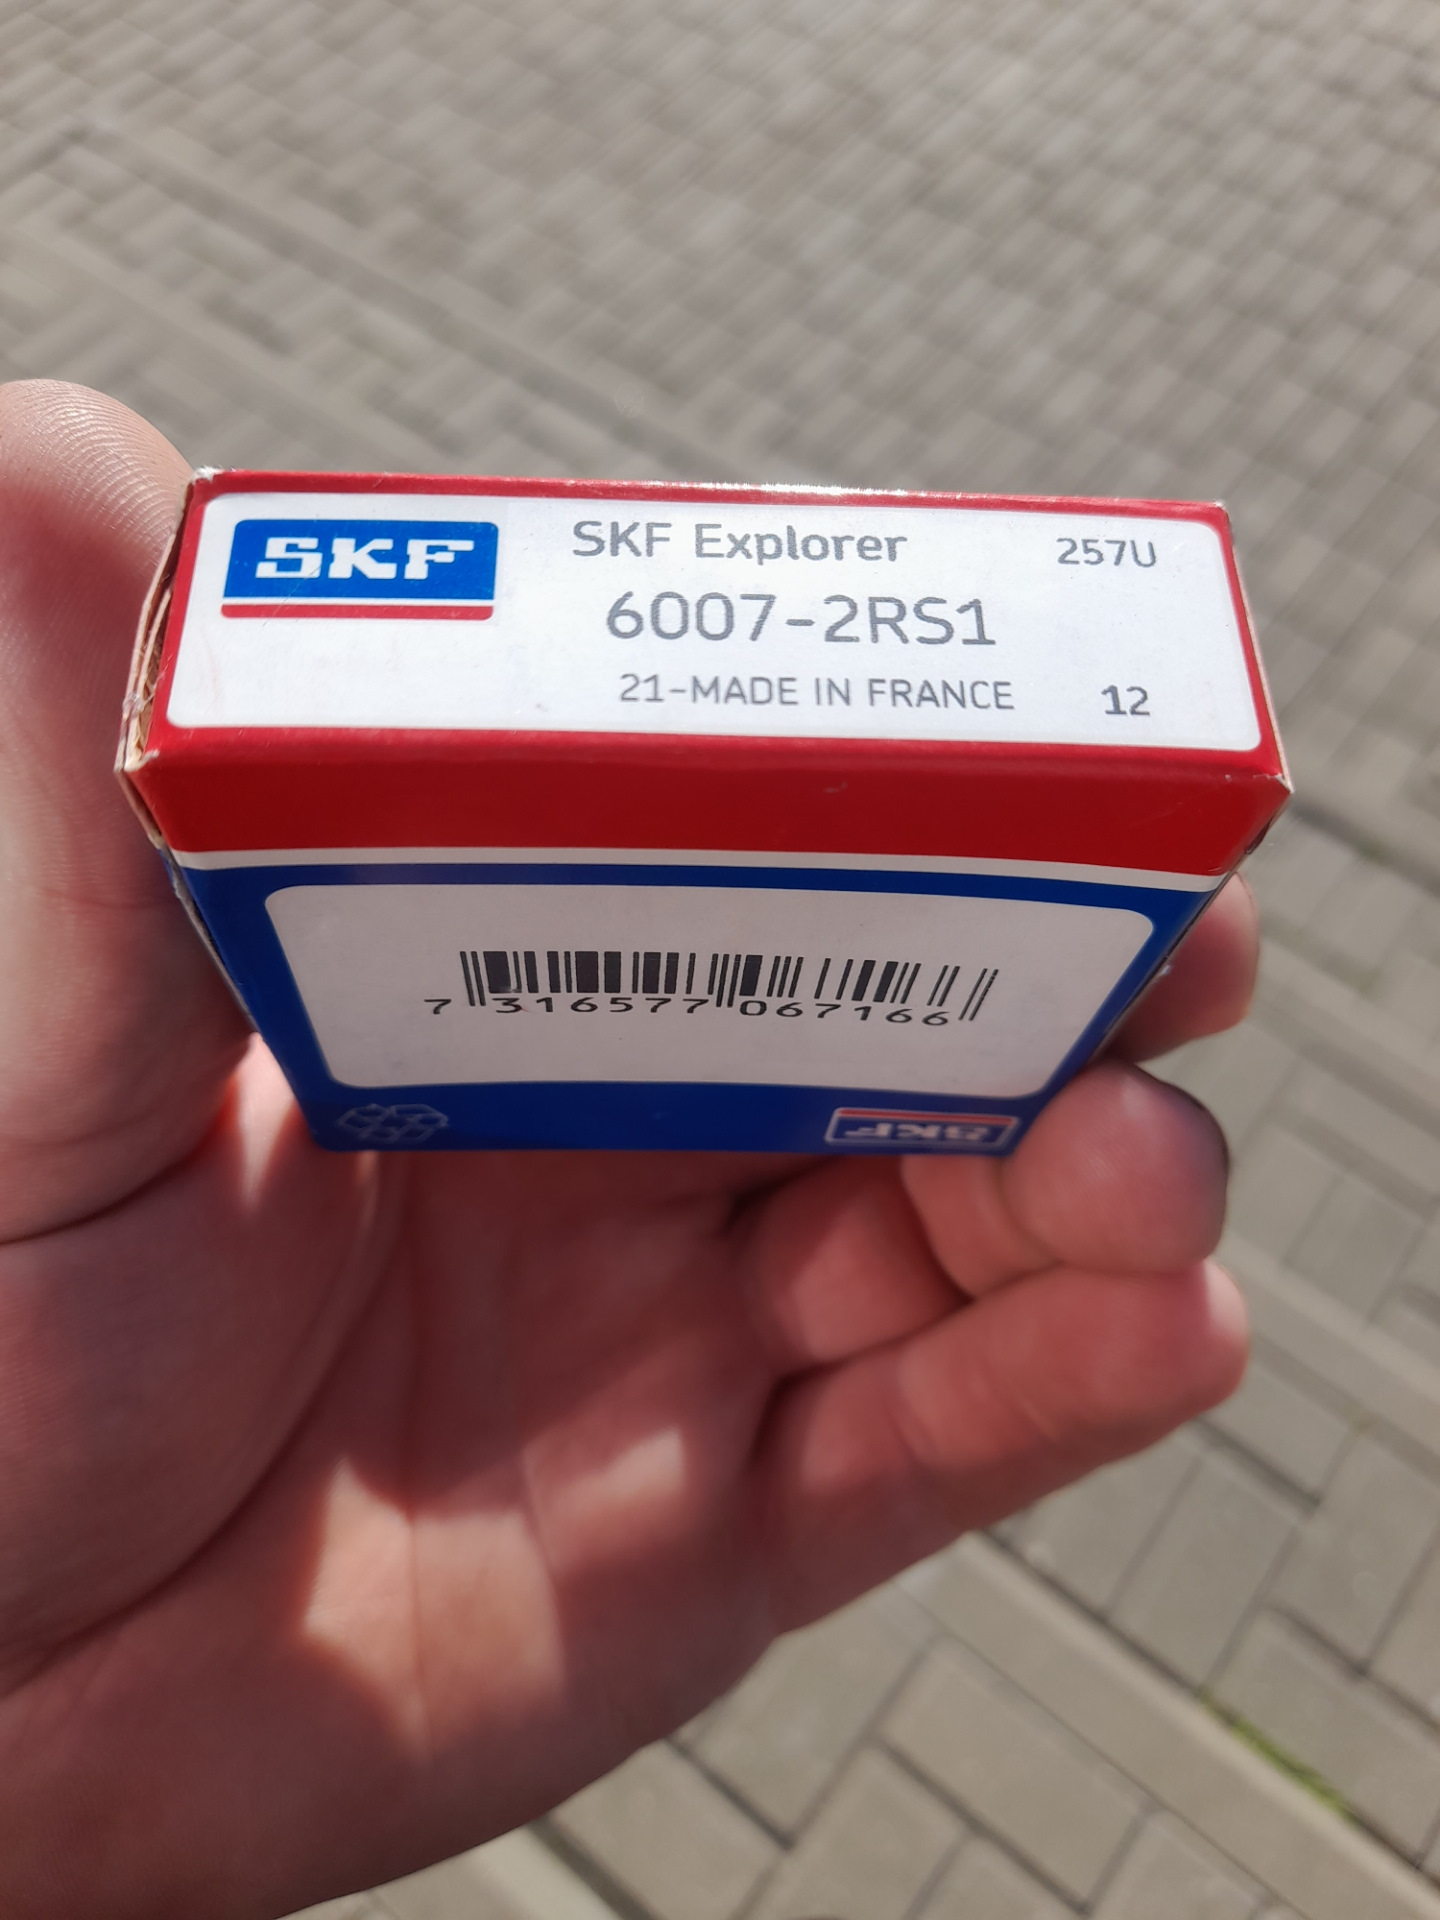 SKF
SKF Explorer
257U
6007-2RS1
21-MADE IN FRANCE
12
7 316577 067166
SKF